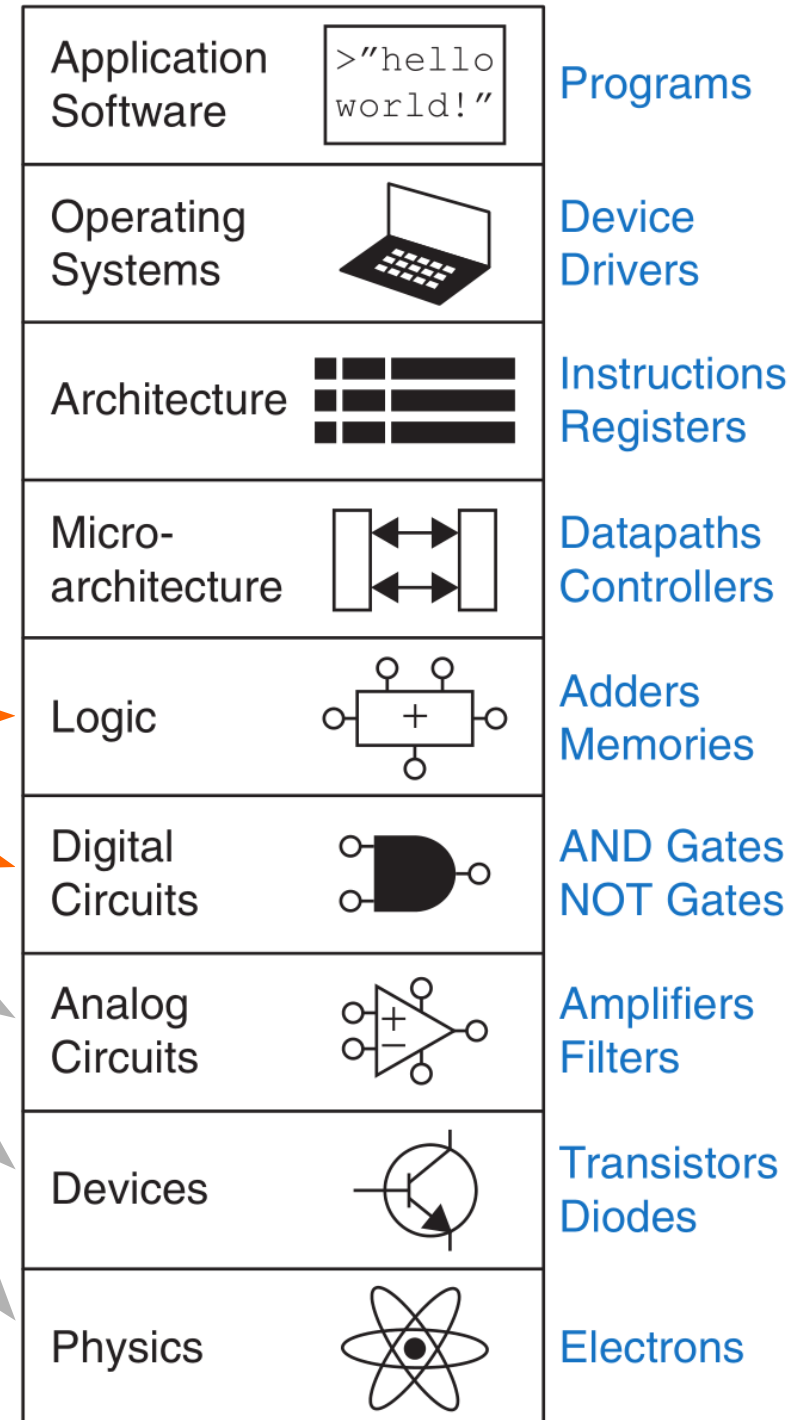 Application
Software
>"hello
world!"
Programs
Operating
Systems
Device
Drivers
Architecture
Instructions
Registers
Micro-
architecture
Datapaths
Controllers
Logic
+
Adders
Memories
Digital
Circuits
AND Gates
NOT Gates
Analog
Circuits
+
−
Amplifiers
Filters
Devices
Transistors
Diodes
Physics
Electrons